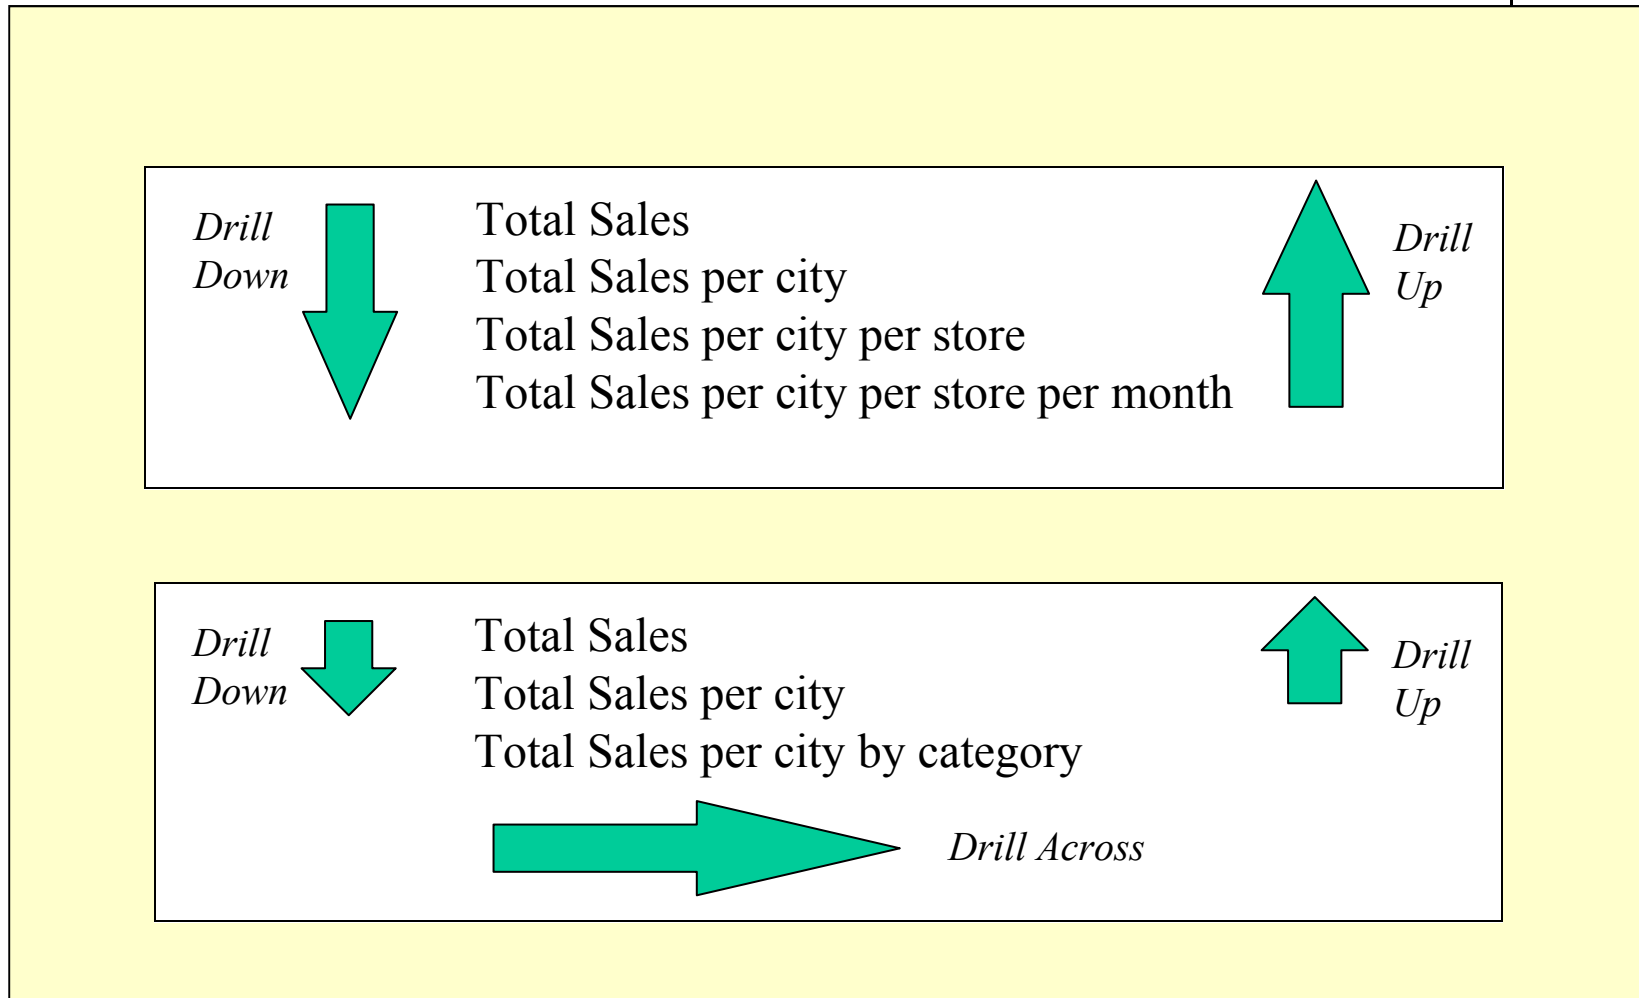 Drill
Down
Total Sales
Total Sales per city
Total Sales per city per store
Total Sales per city per store per month
Drill
Up
Drill
Down
Total Sales
Total Sales per city
Total Sales per city by category
Drill
Up
Drill Across